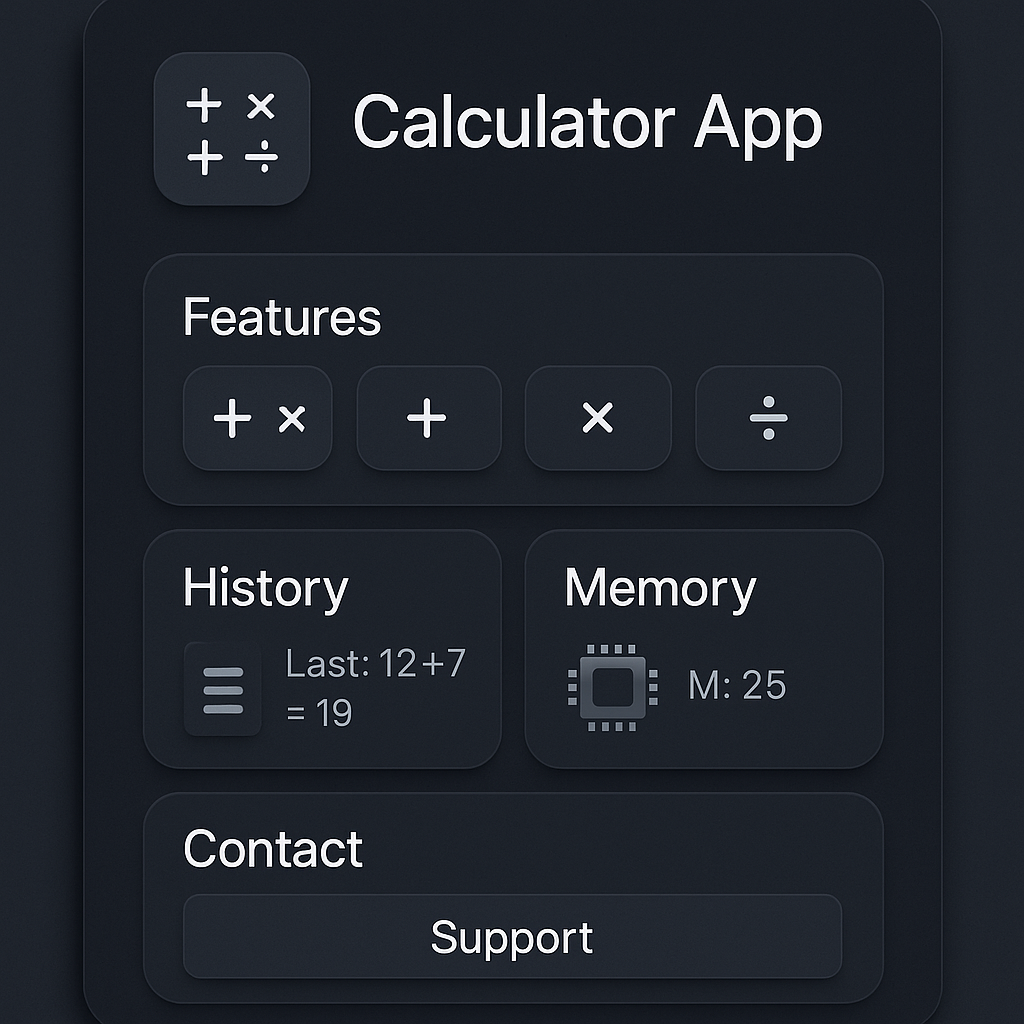 + ×
+ ÷
Calculator App
Features
+ × + × ÷
History
Last: 12+7
= 19
Memory
M: 25
Contact
Support